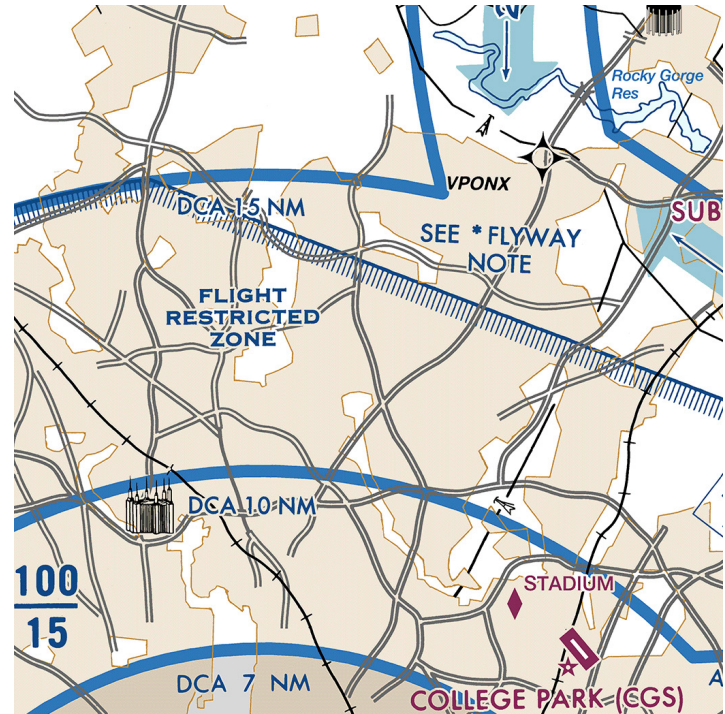 Rocky Gorge
Res
VPONX
DCA 15 NM
SUB
SEE * FLYWAY
NOTE
FLIGHT
RESTRICTED
ZONE
DCA 10 NM
100
15
STADIUM
DCA 7 NM
COLLEGE PARK (CGS)
A